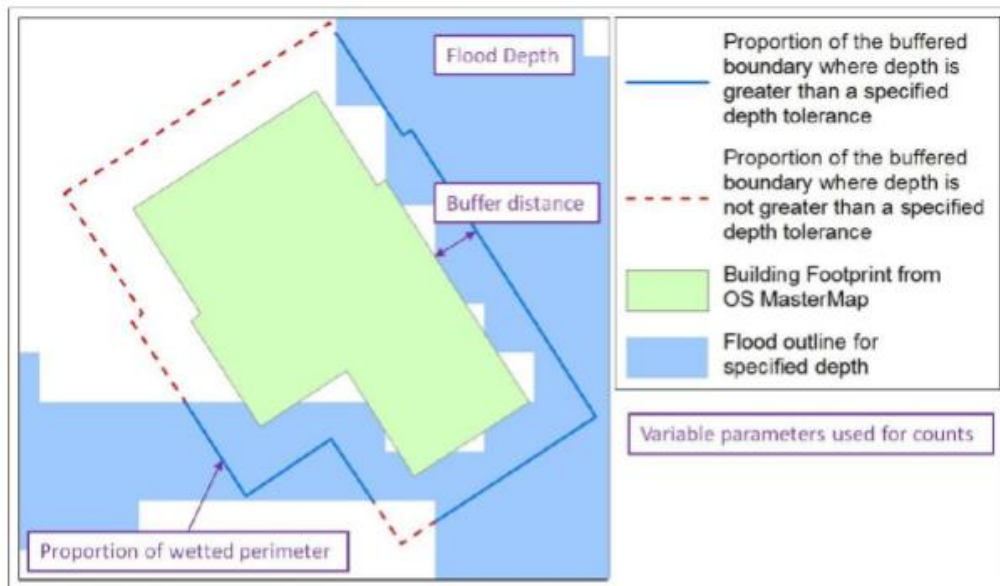 Flood Depth
Buffer distance
Proportion of wetted perimeter
Proportion of the buffered
boundary where depth is
greater than a specified
depth tolerance
Proportion of the buffered
boundary where depth is
not greater than a specified
depth tolerance
Building Footprint from
OS MasterMap
Flood outline for
specified depth
Variable parameters used for counts